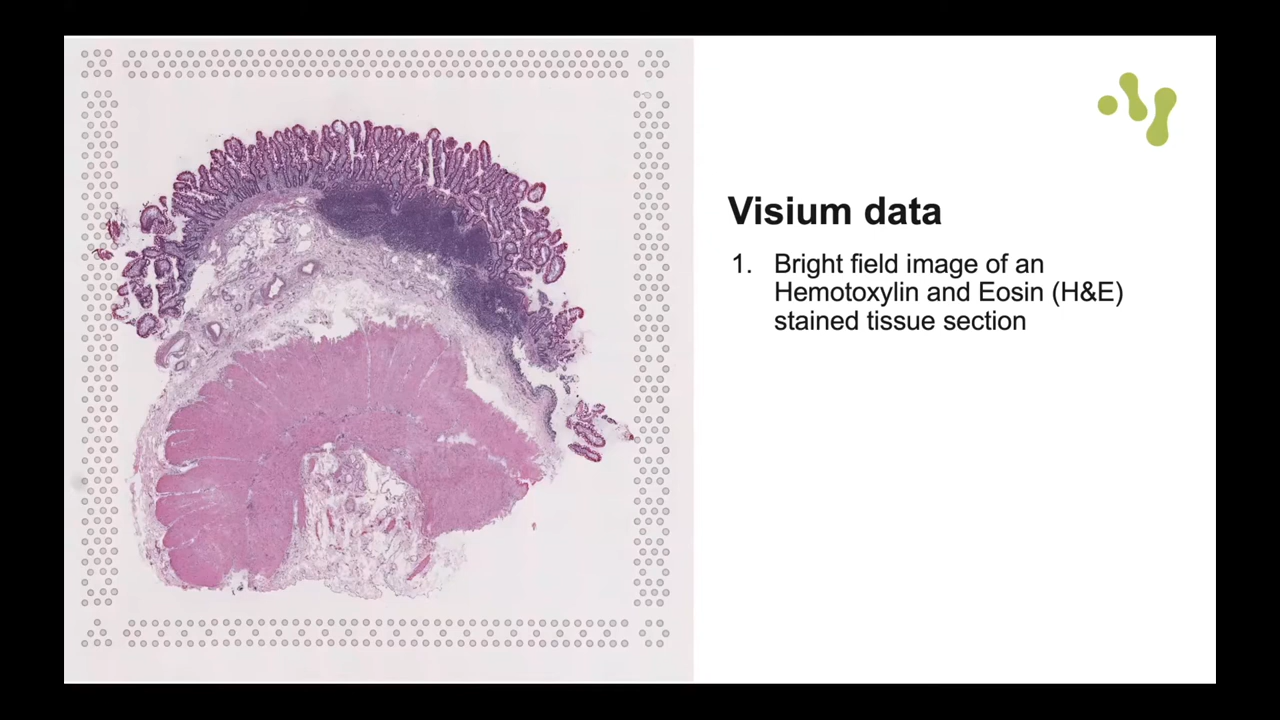 Visium data
1. Bright field image of an
Hemotoxylin and Eosin (H&E)
stained tissue section